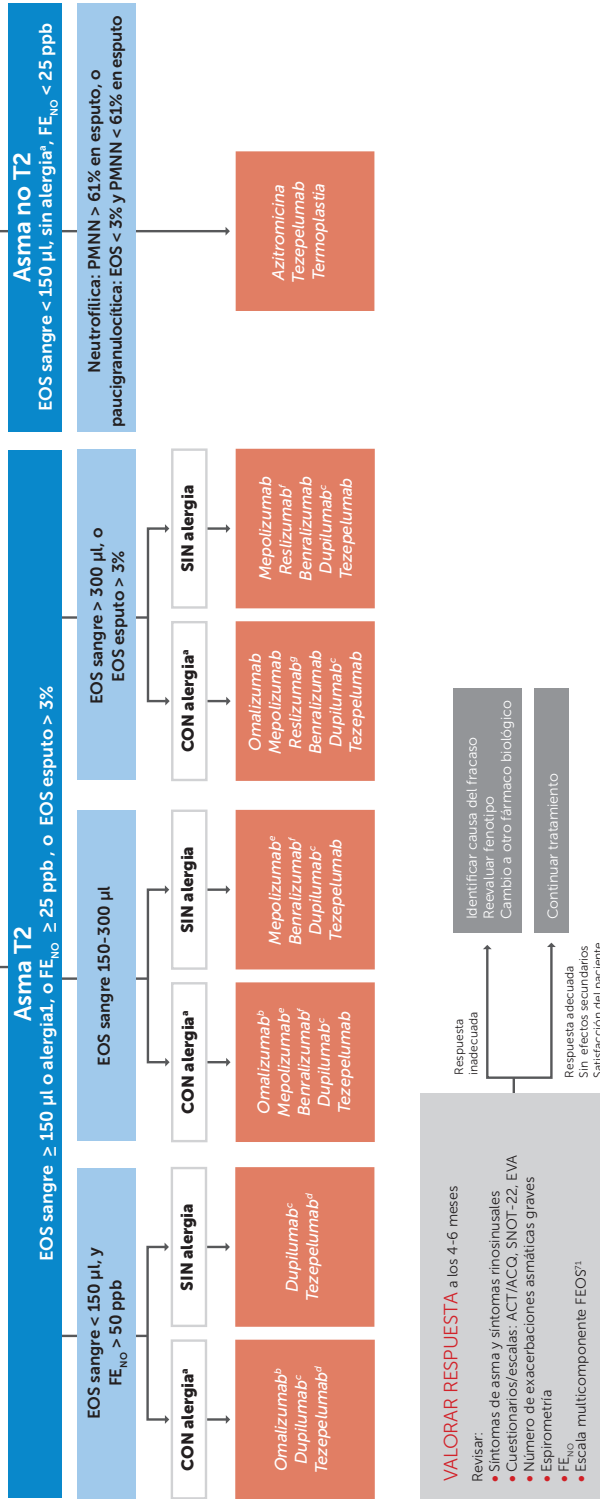 Asma T2
EOS sangre ≥ 150 µl o alergia1, o FE_NO ≥ 25 ppb , o EOS esputo > 3%
EOS sangre < 150 µl, y
FE_NO > 50 ppb
CON alergiaᵃ
Omalizumabᵇ
Dupilumabᶜ
Tezepelumabᵈ
SIN alergia
Dupilumabᶜ
Tezepelumabᵈ
EOS sangre 150-300 µl
CON alergiaᵃ
Omalizumabᵇ
Mepolizumabᵉ
Benralizumabᶠ
Dupilumabᶜ
Tezepelumab
SIN alergia
Mepolizumabᵉ
Benralizumabᶠ
Dupilumabᶜ
Tezepelumab
EOS sangre > 300 µl, o
EOS esputo > 3%
CON alergiaᵃ
Omalizumab
Mepolizumab
Reslizumabᵍ
Benralizumab
Dupilumabᶜ
Tezepelumab
SIN alergia
Mepolizumab
Reslizumabᶠ
Benralizumab
Dupilumabᶜ
Tezepelumab
Asma no T2
EOS sangre < 150 µl, sin alergiaᵃ, FE_NO < 25 ppb
Neutrofílica: PMNN > 61% en esputo, o
paucigranulocítica: EOS < 3% y PMNN < 61% en esputo
Azitromicina
Tezepelumab
Termoplastia
VALORAR RESPUESTA a los 4-6 meses
Revisar:
• Síntomas de asma y síntomas rinosinusales
• Cuestionarios/escalas: ACT/ACQ, SNOT-22, EVA
• Número de exacerbaciones asmáticas graves
• Espirometría
• FE_NO
• Escala multicomponente FEOS⁷¹
Respuesta
inadecuada
Identificar causa del fracaso
Reevaluar fenotipo
Cambio a otro fármaco biológico
Respuesta adecuada
Sin efectos secundarios
Satisfacción del paciente
Continuar tratamiento